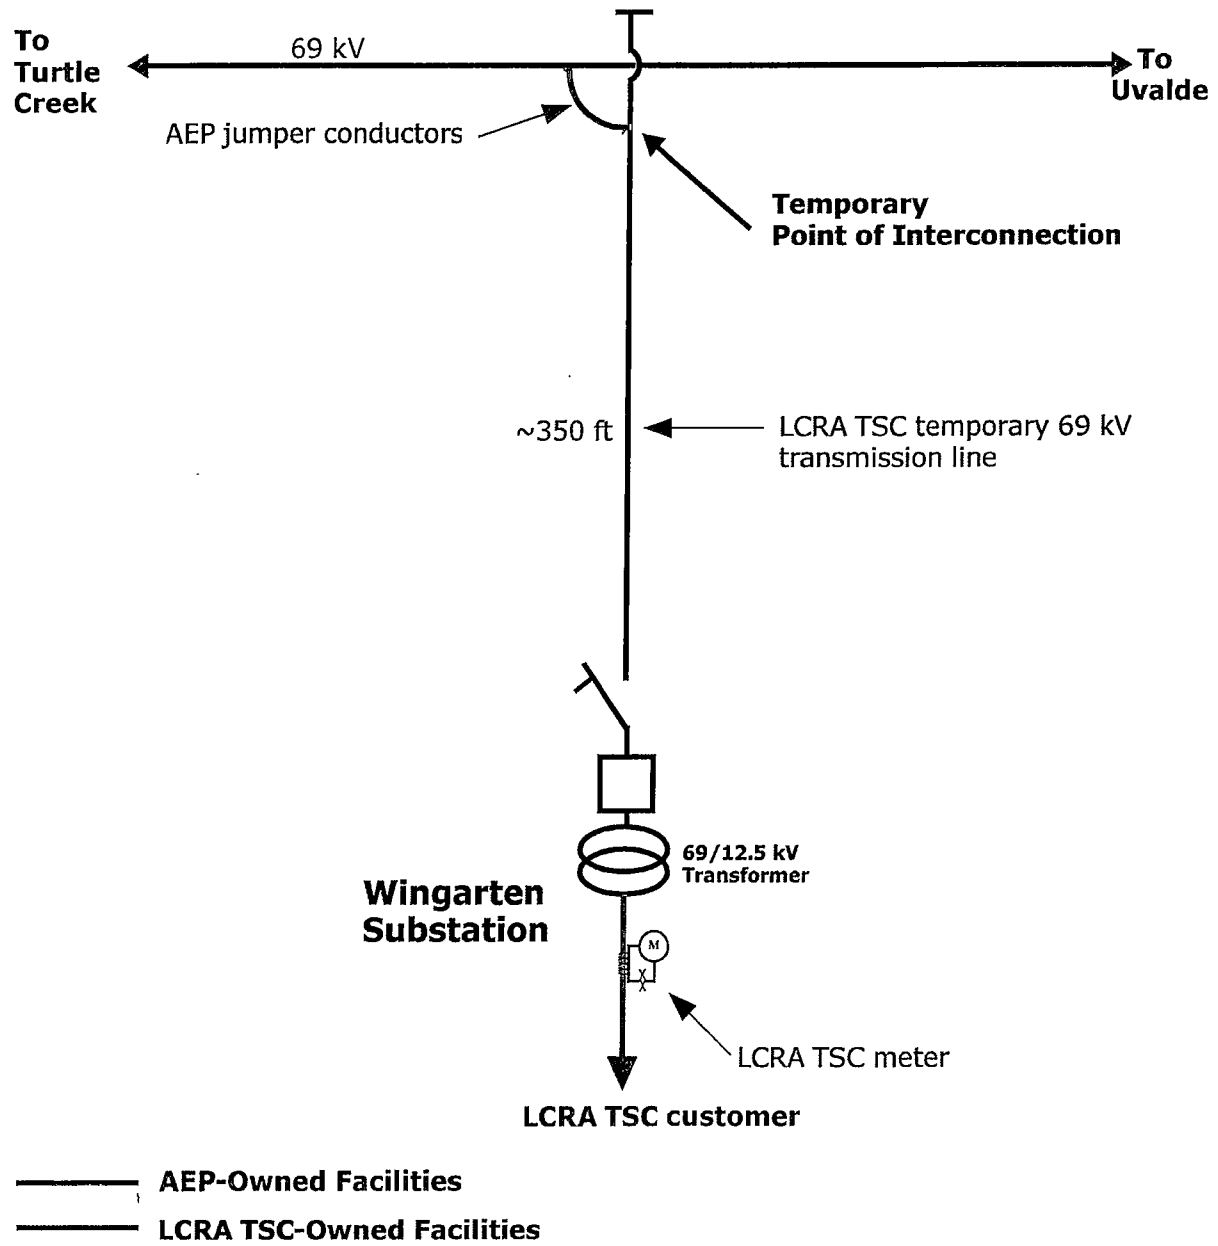 To
Turtle
Creek
69 kV
To
Uvalde
AEP jumper conductors
Temporary
Point of Interconnection
~350 ft
LCRA TSC temporary 69 kV
transmission line
69/12.5 kV
Transformer
Wingarten
Substation
M
LCRA TSC meter
LCRA TSC customer
AEP-Owned Facilities
LCRA TSC-Owned Facilities